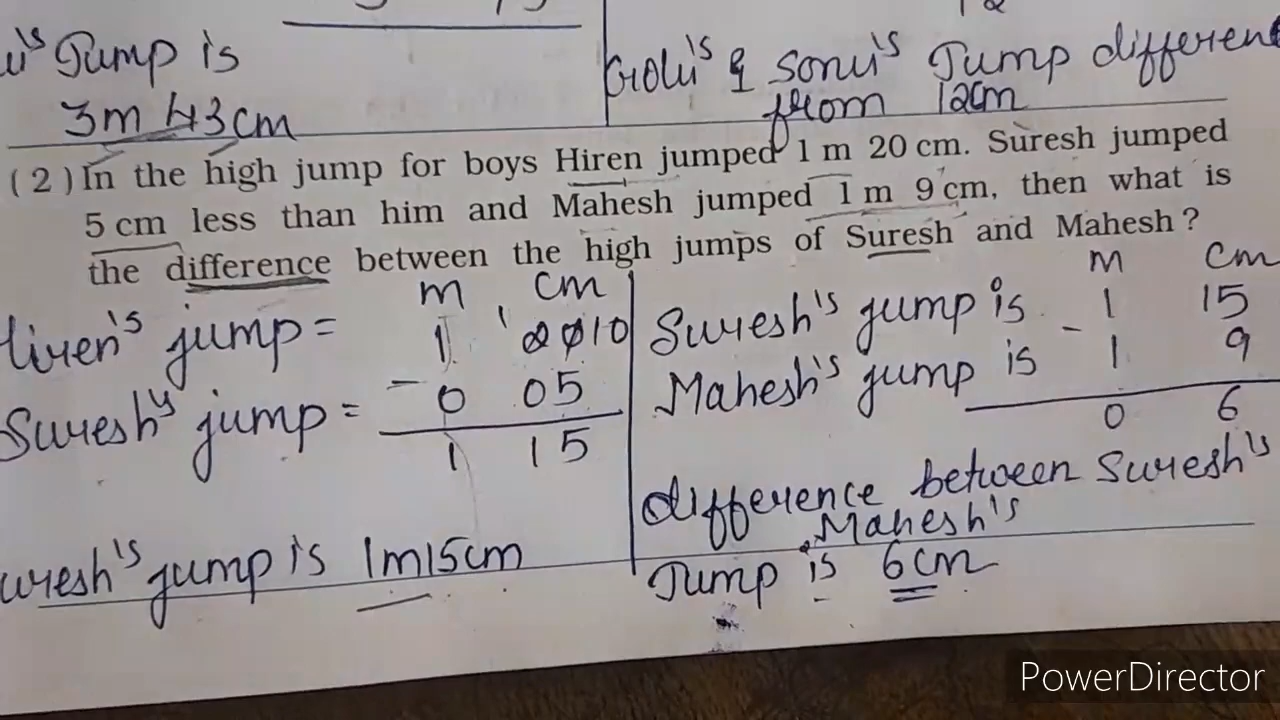 Jump is
3m 43cm
Golu's & Sonu's Jump differen
from 12cm
(2) In the high jump for boys Hiren jumped 1 m 20 cm. Suresh jumped
5 cm less than him and Mahesh jumped 1 m 9 cm, then what is
the difference between the high jumps of Suresh and Mahesh?
m cm
Hiren's jump = 1
Suresh's jump = - 0 05
1 15
uresh's jump is 1m15cm
M Cm
Suresh's jump is 1 15
Mahesh's jump is - 1 9
0 6
difference between Suresh's
, Mahesh's
Jump is 6cm
PowerDirector